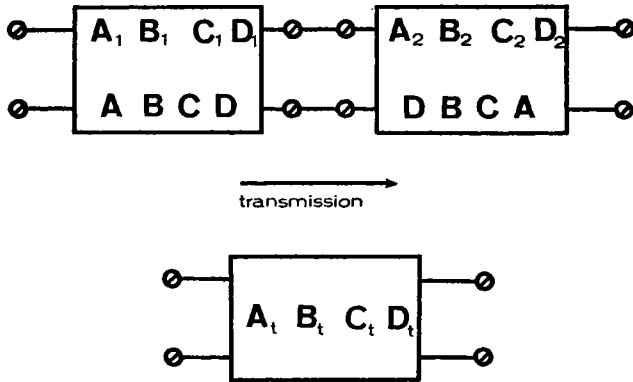 A₁ B₁ C₁ D₁ A₂ B₂ C₂ D₂
A B C D D B C A
transmission
Aₜ Bₜ Cₜ Dₜ